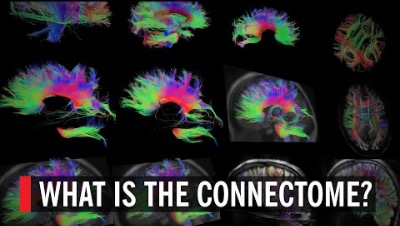 WHAT IS THE CONNECTOME?